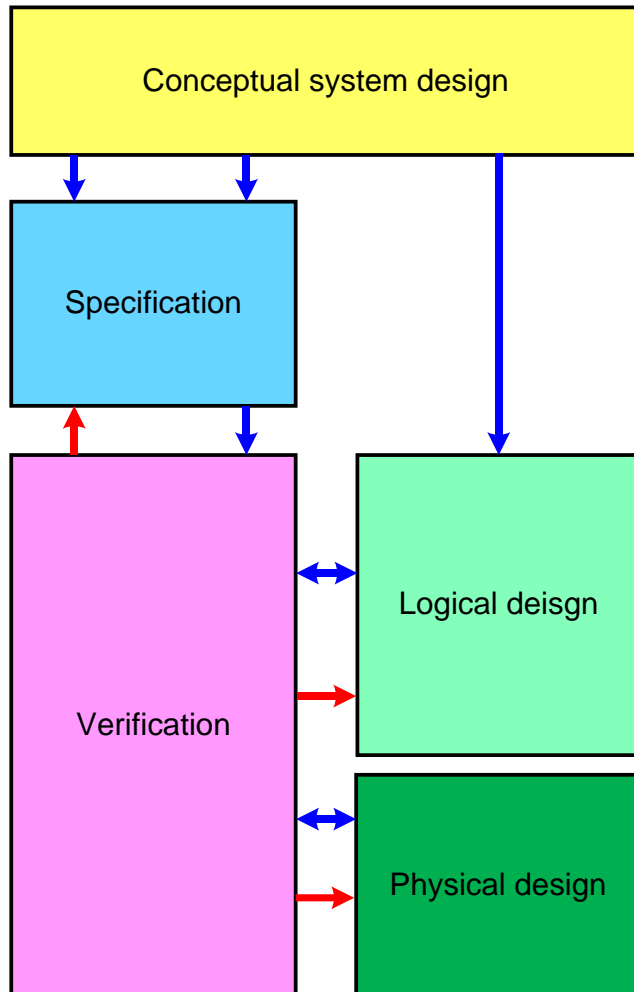 Conceptual system design
Specification
Logical deisgn
Verification
Physical design